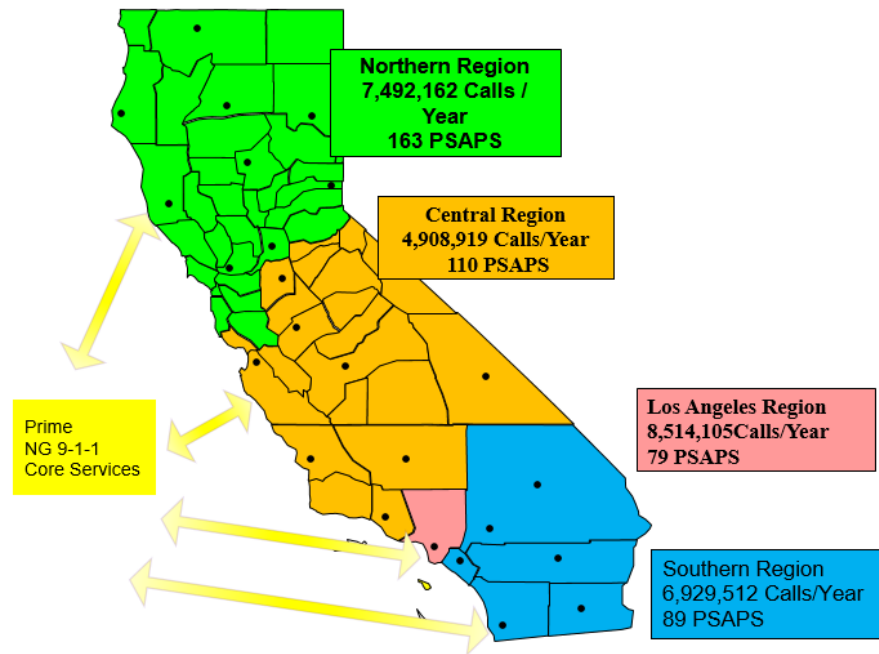 Northern Region
7,492,162 Calls /
Year
163 PSAPS
Central Region
4,908,919 Calls/Year
110 PSAPS
Prime
NG 9-1-1
Core Services
Los Angeles Region
8,514,105Calls/Year
79 PSAPS
Southern Region
6,929,512 Calls/Year
89 PSAPS